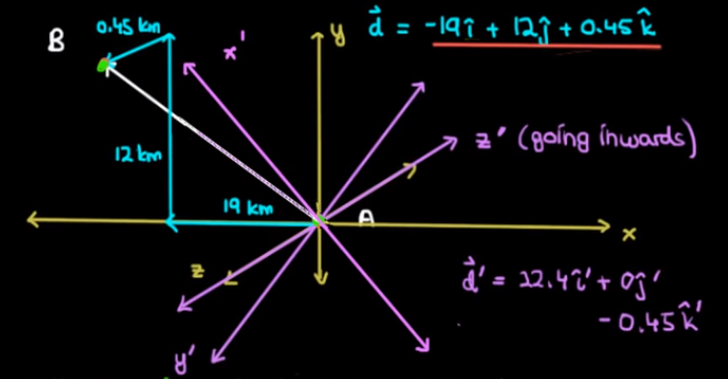 0.45 km
B
x'
y
d⃗ = -19î + 12ĵ + 0.45k̂
z' (going inwards)
12 km
19 km
A
x
z
d⃗' = 22.4î' + 0ĵ'
- 0.45k̂'
y'